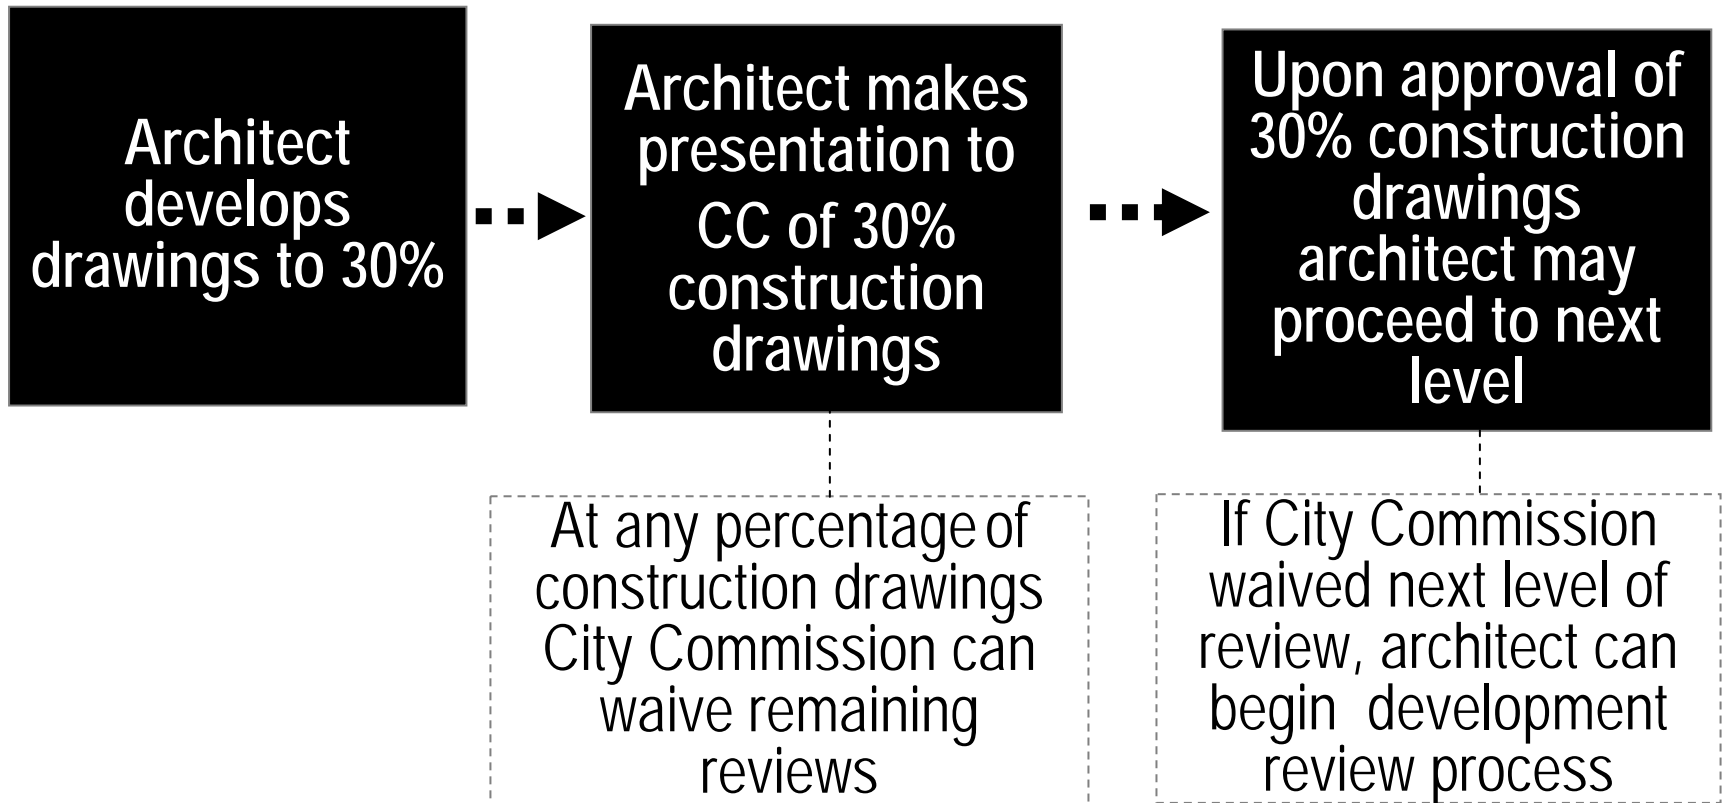 Architect
develops
drawings to 30%
Architect makes
presentation to
CC of 30%
construction
drawings
Upon approval of
30% construction
drawings
architect may
proceed to next
level
At any percentage of
construction drawings
City Commission can
waive remaining
reviews
If City Commission
waived next level of
review, architect can
begin development
review process